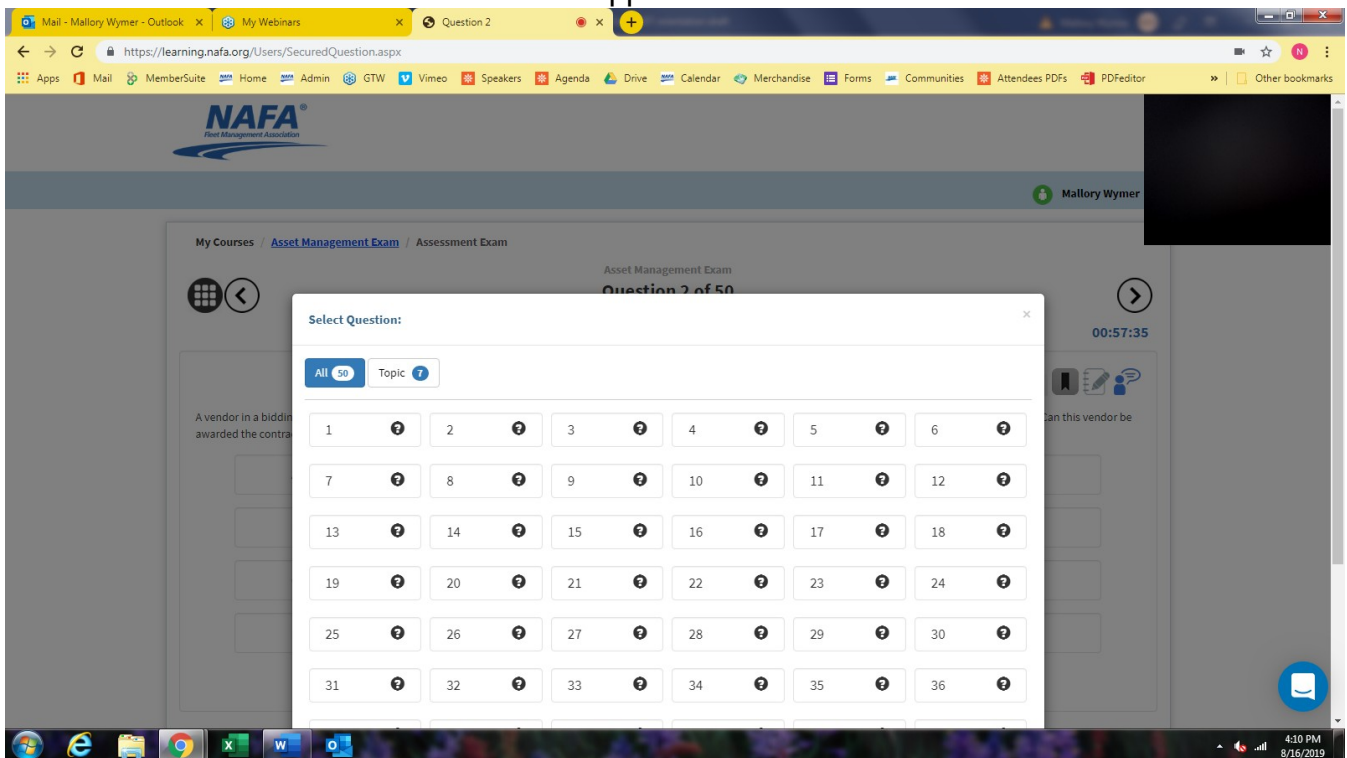 Mail - Mallory Wymer - Outlook
My Webinars
Question 2
https://learning.nafa.org/Users/SecuredQuestion.aspx
Apps Mail MemberSuite Home Admin GTW Vimeo Speakers Agenda Drive Calendar Merchandise Forms Communities Attendees PDFs PDFeditor » Other bookmarks
NAFA®
Fleet Management Association
Mallory Wymer
My Courses / Asset Management Exam / Assessment Exam
Asset Management Exam
Question 2 of 50
Select Question:
00:57:35
All 50 Topic 7
A vendor in a biddin
Can this vendor be
awarded the contra
1 2 3 4 5 6
7 8 9 10 11 12
13 14 15 16 17 18
19 20 21 22 23 24
25 26 27 28 29 30
31 32 33 34 35 36
4:10 PM
8/16/2019